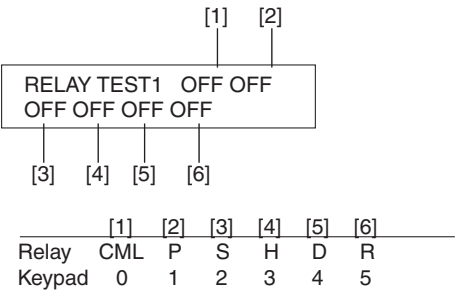 [1] [2]
RELAY TEST1 OFF OFF
OFF OFF OFF OFF
[3] [4] [5] [6]
[1] [2] [3] [4] [5] [6]
Relay CML P S H D R
Keypad 0 1 2 3 4 5